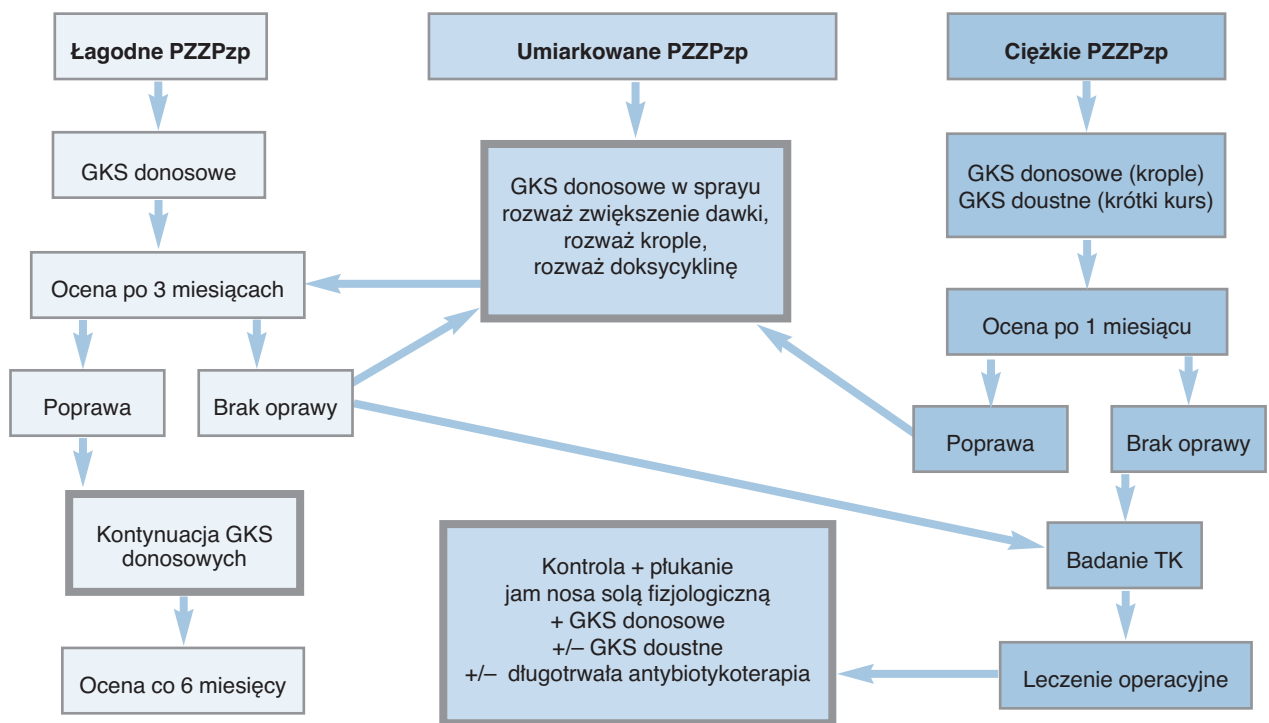 Łagodne PZZPzp
Umiarkowane PZZPzp
Ciężkie PZZPzp
GKS donosowe
GKS donosowe w sprayu
rozważ zwiększenie dawki,
rozważ krople,
rozważ doksycyklinę
GKS donosowe (krople)
GKS doustne (krótki kurs)
Ocena po 3 miesiącach
Ocena po 1 miesiącu
Poprawa
Brak oprawy
Poprawa
Brak oprawy
Kontynuacja GKS
donosowych
Kontrola + płukanie
jam nosa solą fizjologiczną
+ GKS donosowe
+/– GKS doustne
+/– długotrwała antybiotykoterapia
Badanie TK
Ocena co 6 miesięcy
Leczenie operacyjne